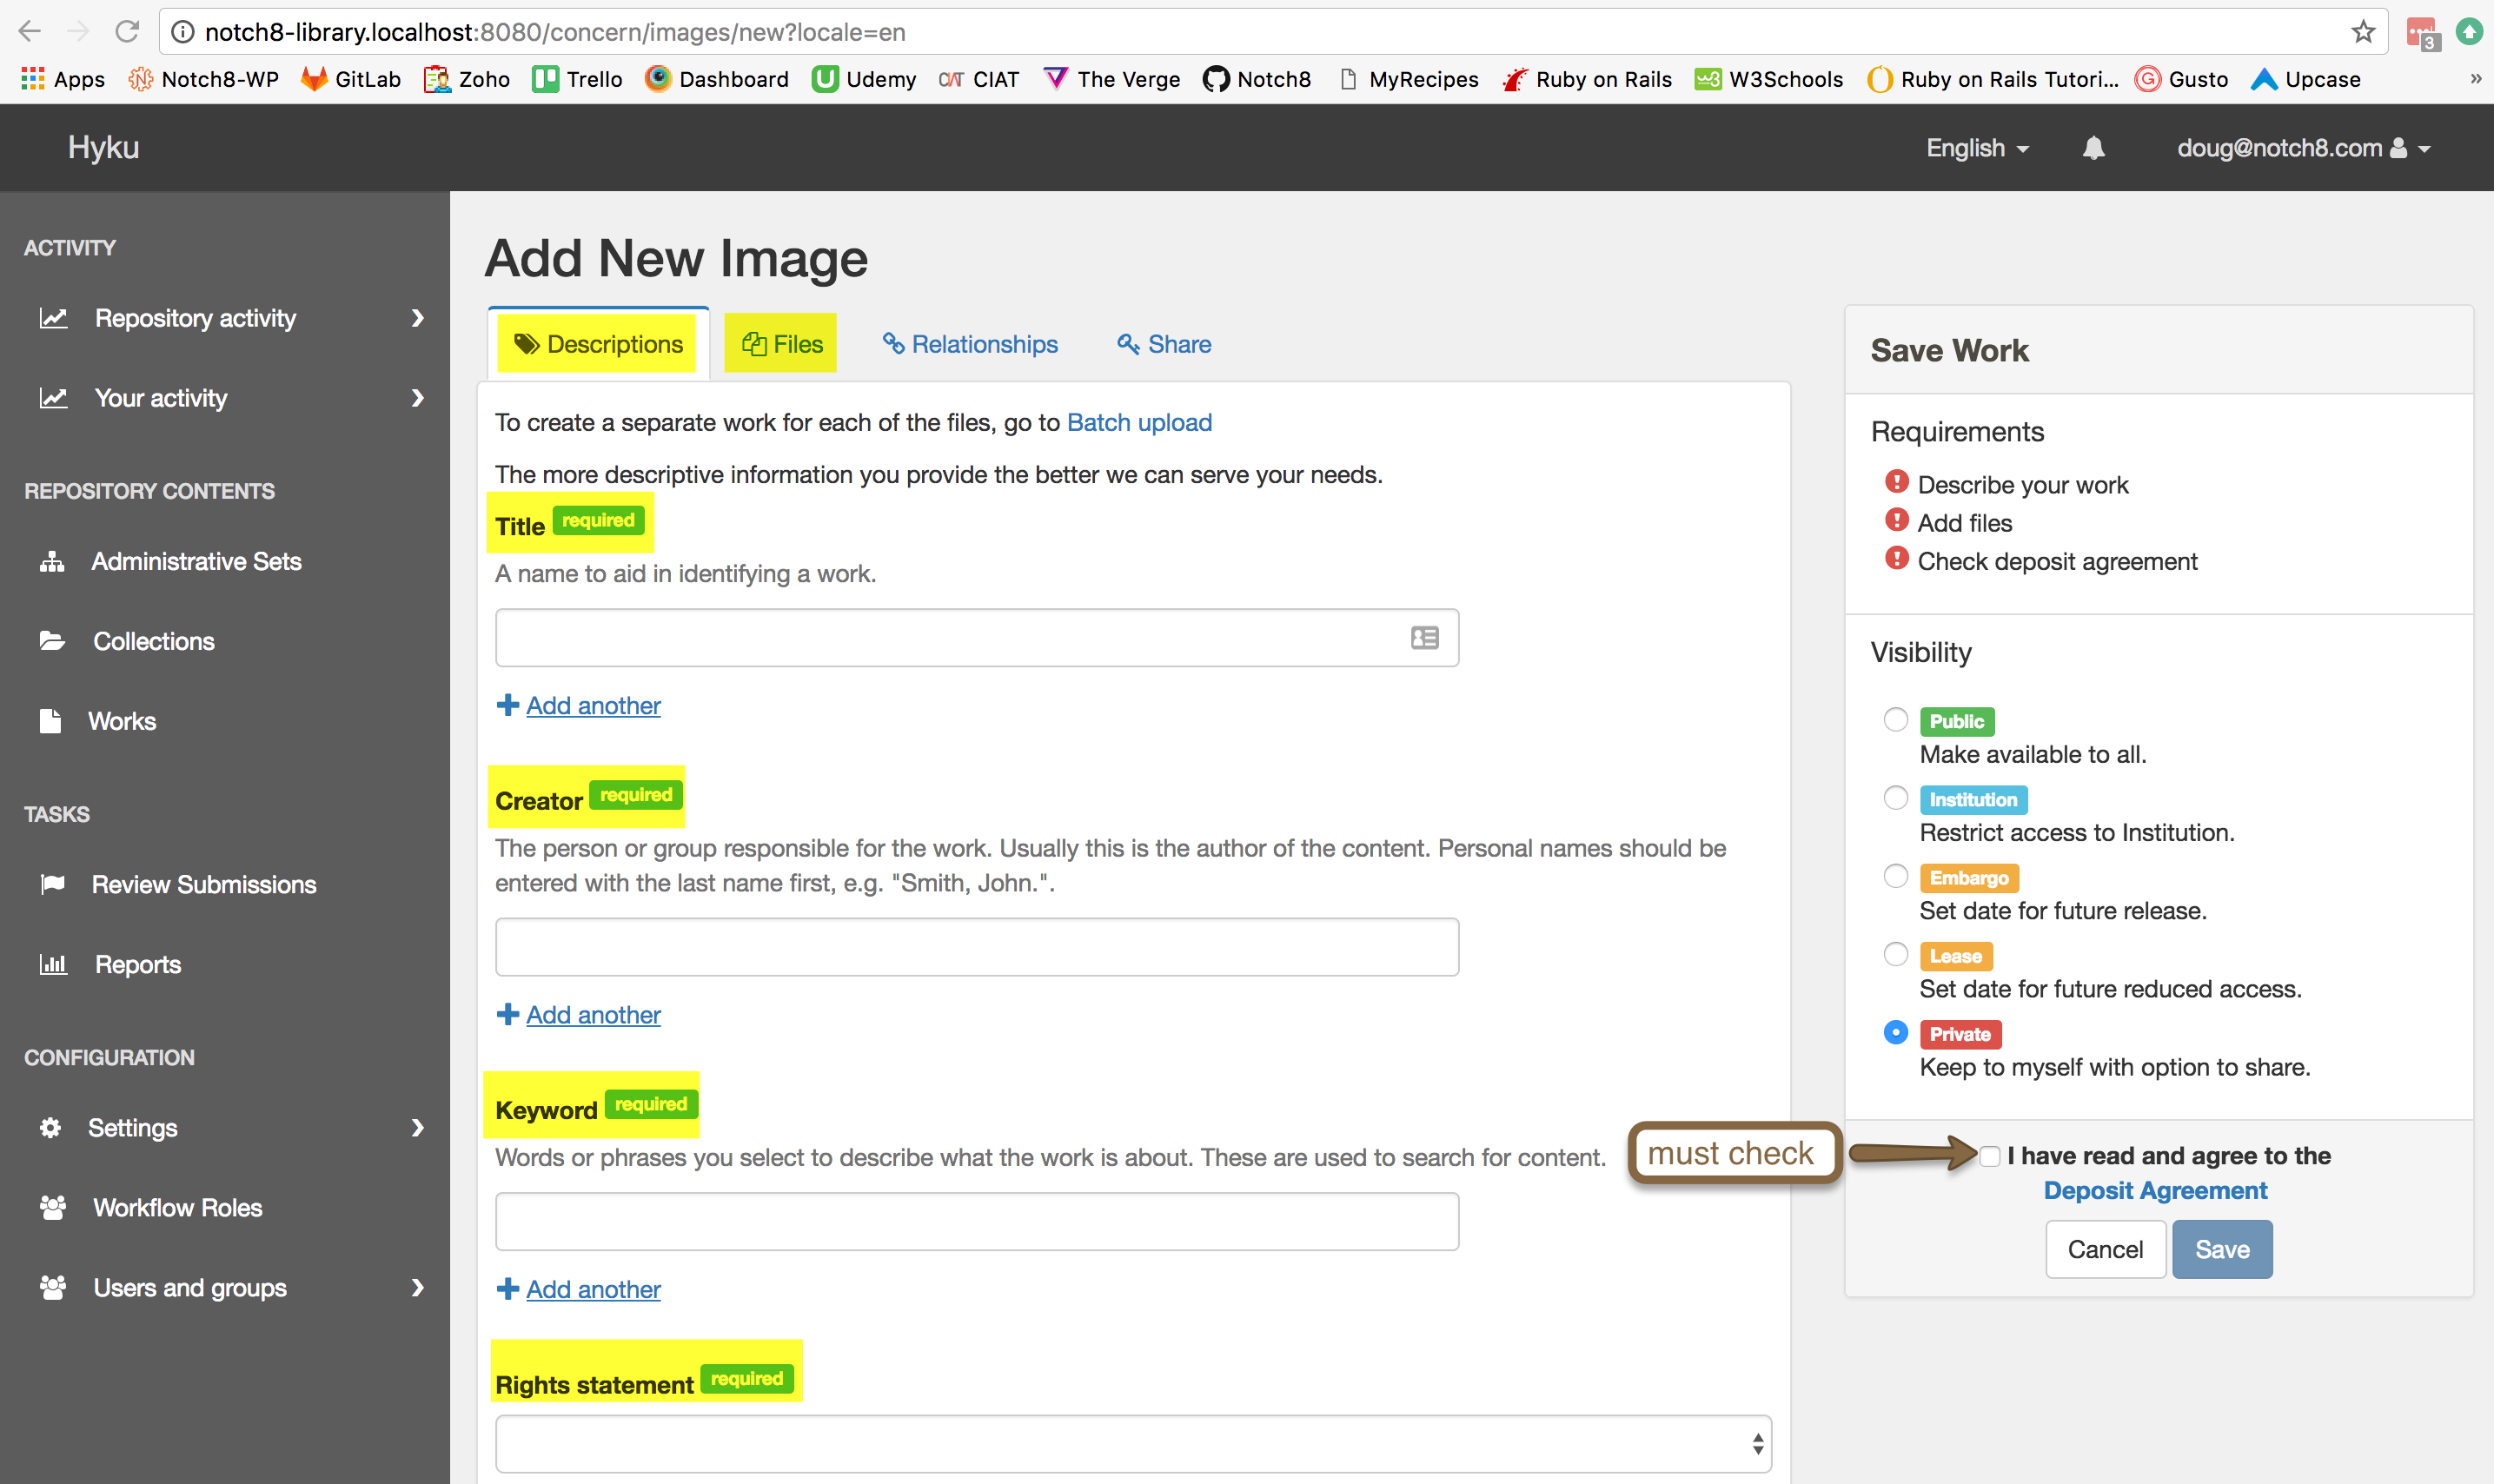 notch8-library.localhost:8080/concern/images/new?locale=en
3
Apps Notch8-WP GitLab Zoho Trello Dashboard Udemy CIAT CIAT The Verge Notch8 MyRecipes Ruby on Rails W3Schools Ruby on Rails Tutori... Gusto Upcase »
Hyku
English
doug@notch8.com
ACTIVITY
Repository activity
Your activity
REPOSITORY CONTENTS
Administrative Sets
Collections
Works
TASKS
Review Submissions
Reports
CONFIGURATION
Settings
Workflow Roles
Users and groups
Add New Image
Descriptions Files Relationships Share
To create a separate work for each of the files, go to Batch upload
The more descriptive information you provide the better we can serve your needs.
Title required
A name to aid in identifying a work.
Add another
Creator required
The person or group responsible for the work. Usually this is the author of the content. Personal names should be
entered with the last name first, e.g. "Smith, John.".
Add another
Keyword required
Words or phrases you select to describe what the work is about. These are used to search for content.
Add another
Rights statement required
Save Work
Requirements
Describe your work
Add files
Check deposit agreement
Visibility
Public
Make available to all.
Institution
Restrict access to Institution.
Embargo
Set date for future release.
Lease
Set date for future reduced access.
Private
Keep to myself with option to share.
must check
I have read and agree to the
Deposit Agreement
Cancel Save